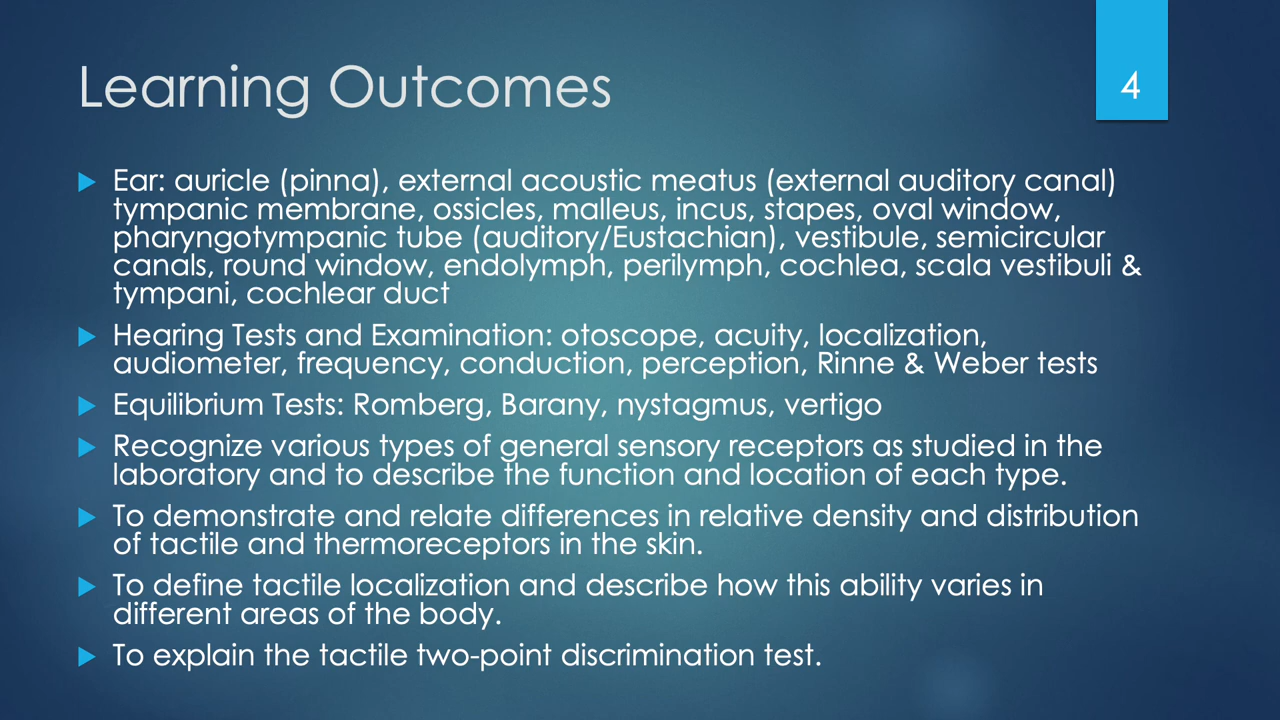 Learning Outcomes
4
Ear: auricle (pinna), external acoustic meatus (external auditory canal)
tympanic membrane, ossicles, malleus, incus, stapes, oval window,
pharyngotympanic tube (auditory/Eustachian), vestibule, semicircular
canals, round window, endolymph, perilymph, cochlea, scala vestibuli &
tympani, cochlear duct
Hearing Tests and Examination: otoscope, acuity, localization,
audiometer, frequency, conduction, perception, Rinne & Weber tests
Equilibrium Tests: Romberg, Barany, nystagmus, vertigo
Recognize various types of general sensory receptors as studied in the
laboratory and to describe the function and location of each type.
To demonstrate and relate differences in relative density and distribution
of tactile and thermoreceptors in the skin.
To define tactile localization and describe how this ability varies in
different areas of the body.
To explain the tactile two-point discrimination test.